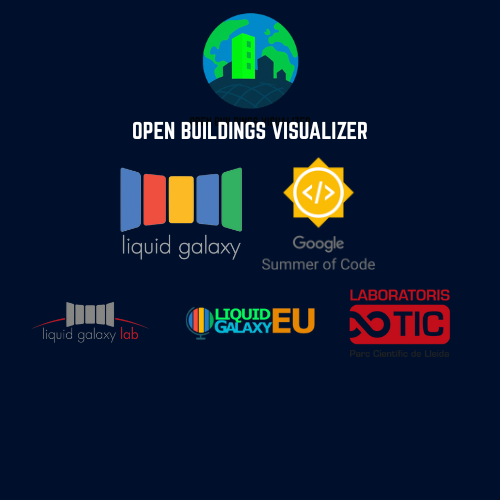 OPEN BUILDINGS VISUALIZER
liquid galaxy
</>
Google
Summer of Code
liquid galaxy lab
LIQUID
GALAXY EU
LABORATORIS
TIC
Parc Científic de Lleida